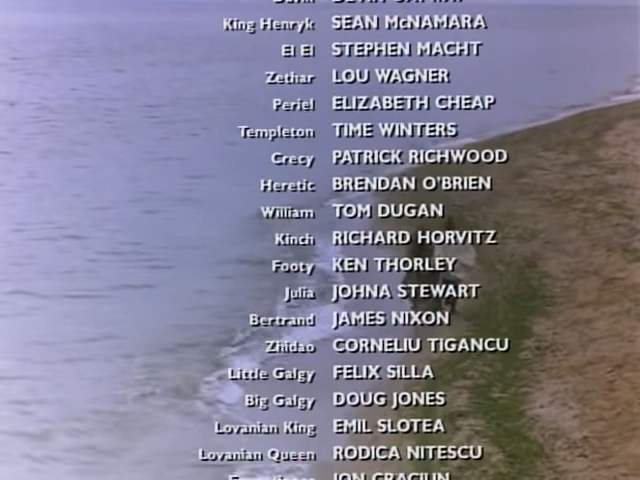 King Henryk SEAN McNAMARA
El El STEPHEN MACHT
Zethar LOU WAGNER
Periel ELIZABETH CHEAP
Templeton TIME WINTERS
Crecy PATRICK RICHWOOD
Heretic BRENDAN O'BRIEN
William TOM DUGAN
Kinch RICHARD HORVITZ
Footy KEN THORLEY
Julia JOHNA STEWART
Bertrand JAMES NIXON
Zhidao CORNELIU TIGANCU
Little Galgy FELIX SILLA
Big Galgy DOUG JONES
Lovanian King EMIL SLOTEA
Lovanian Queen RODICA NITESCU